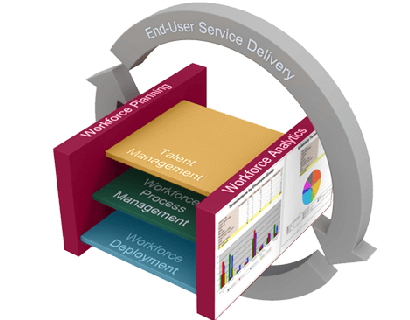 End-User Service Delivery
Workforce Planning
Talent
Management
Workforce Analytics
Workforce
Process
Management
Workforce
Deployment